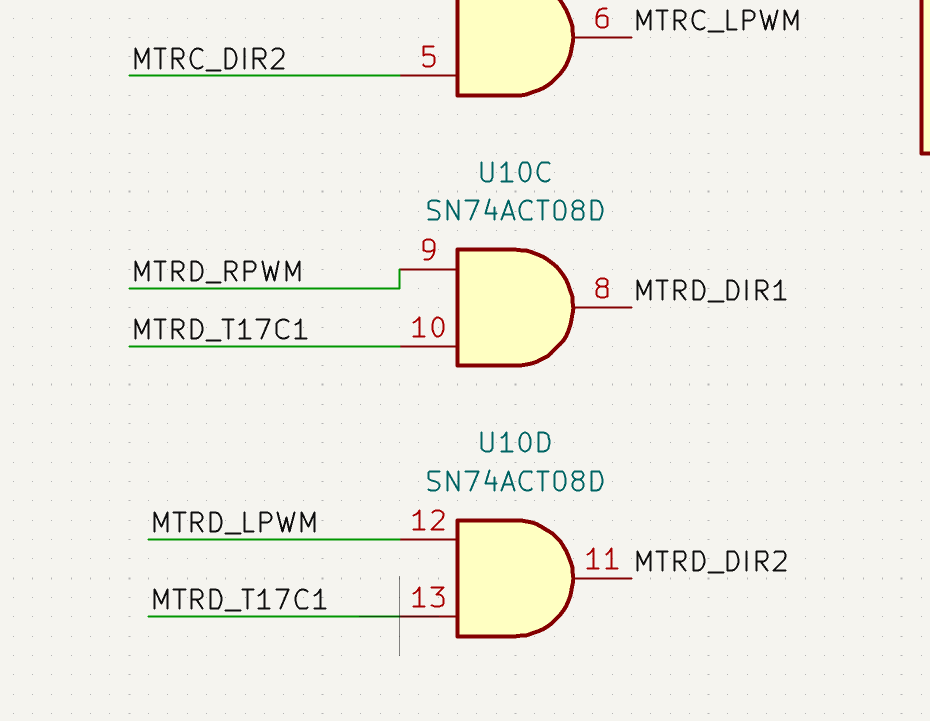 6 MTRC_LPWM
MTRC_DIR2 5
U10C
SN74ACT08D
9
MTRD_RPWM
8 MTRD_DIR1
MTRD_T17C1 10
U10D
SN74ACT08D
MTRD_LPWM 12
11 MTRD_DIR2
MTRD_T17C1 13